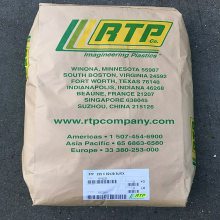 RTP
Co.
Imagineering Plastics
WINONA, MINNESOTA 55987
SOUTH BOSTON, VIRGINIA 24592
FORT WORTH, TEXAS 76140
INDIANAPOLIS, INDIANA 46268
BEAUNE, FRANCE 21207
SINGAPORE 638045
SUZHOU, CHINA 215126
www.rtpcompany.com
Americas • 1 507-454-6900
Asia Pacific • 65 6863-6580
Europe • 33 380-253-000
RTP